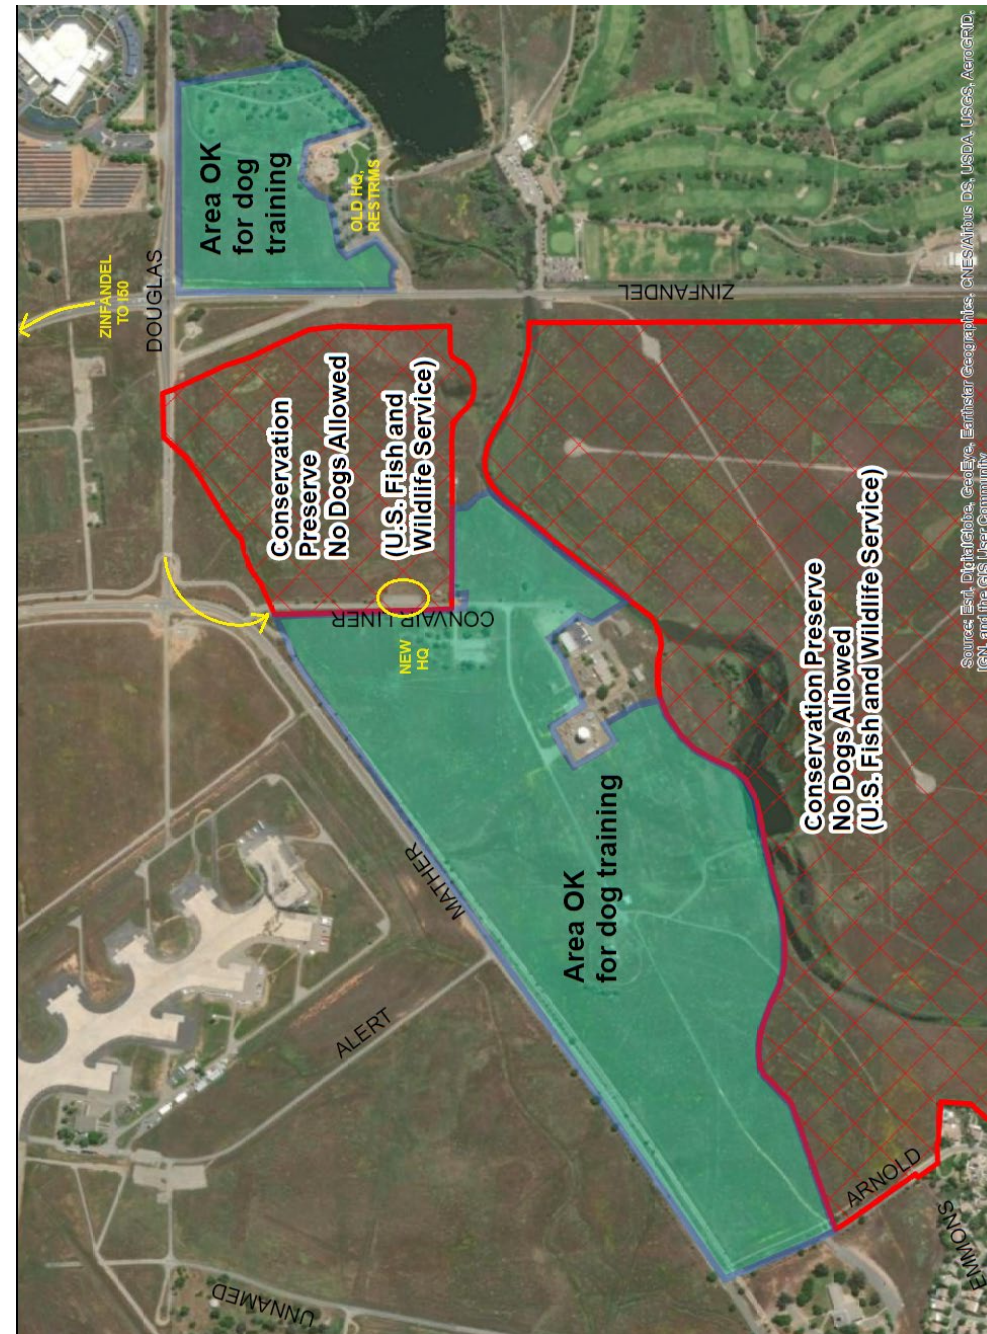 ZINFANDEL
TO I50
DOUGLAS
Area OK
for dog
training
OLD HQ,
RESTRMS
ZINFANDEL
Conservation
Preserve
No Dogs Allowed
(U.S. Fish and
Wildlife Service)
CONVAIR LINER
NEW
HQ
MATHER
ALERT
Area OK
for dog training
Conservation Preserve
No Dogs Allowed
(U.S. Fish and Wildlife Service)
ARNOLD
EMMONS
UNNAMED
Source: Esri, DigitalGlobe, GeoEye, Earthstar Geographics, CNES/Airbus DS, USDA, USGS, AeroGRID,
IGN, and the GIS User Community